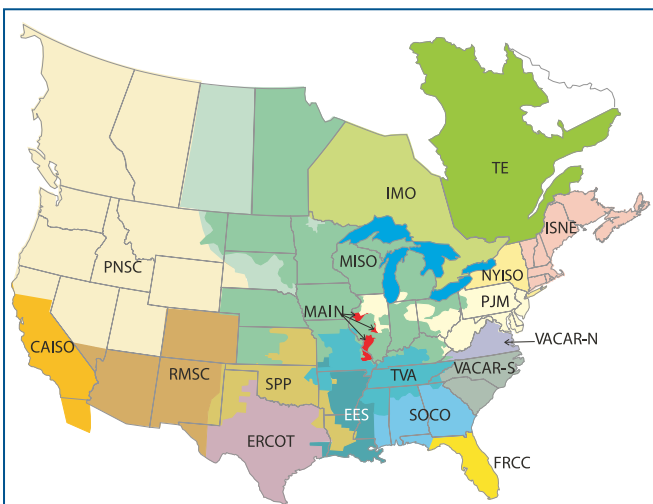 TE
IMO
ISNE
MISO
NYISO
PNSC
PJM
MAIN
VACAR-N
CAISO
VACAR-S
RMSC
TVA
SPP
EES
SOCO
ERCOT
FRCC